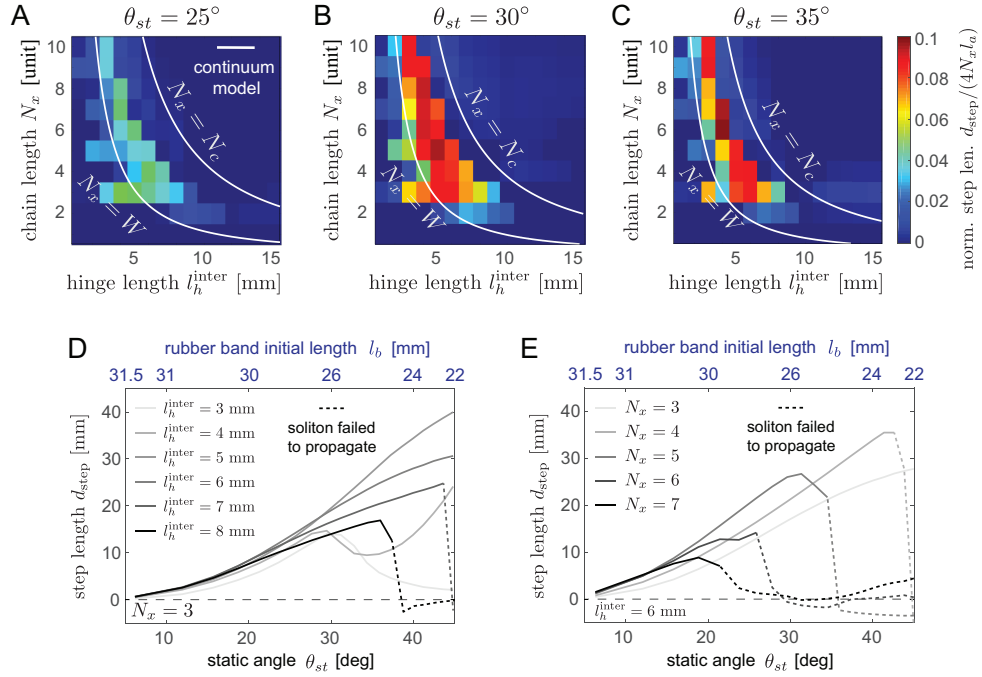 A
θst = 25°
B
θst = 30°
C
θst = 35°
chain length Nx [unit]
10
8
6
4
2
continuum
model
Nx = Nc
Nx = W
5
10
15
hinge length l_h^inter [mm]
chain length Nx [unit]
10
8
6
4
2
Nx = Nc
Nx = W
5
10
15
hinge length l_h^inter [mm]
chain length Nx [unit]
10
8
6
4
2
Nx = Nc
Nx = W
5
10
15
hinge length l_h^inter [mm]
0.1
0.08
0.06
0.04
0.02
0
norm. step len. dstep/(4Nx la)
D
rubber band initial length lb [mm]
31.5 31 30 26 24 22
step length dstep [mm]
40
30
20
10
0
l_h^inter = 3 mm
l_h^inter = 4 mm
l_h^inter = 5 mm
l_h^inter = 6 mm
l_h^inter = 7 mm
l_h^inter = 8 mm
soliton failed
to propagate
Nx = 3
10 20 30 40
static angle θst [deg]
E
rubber band initial length lb [mm]
31.5 31 30 26 24 22
step length dstep [mm]
40
30
20
10
0
Nx = 3
Nx = 4
Nx = 5
Nx = 6
Nx = 7
soliton failed
to propagate
l_h^inter = 6 mm
10 20 30 40
static angle θst [deg]